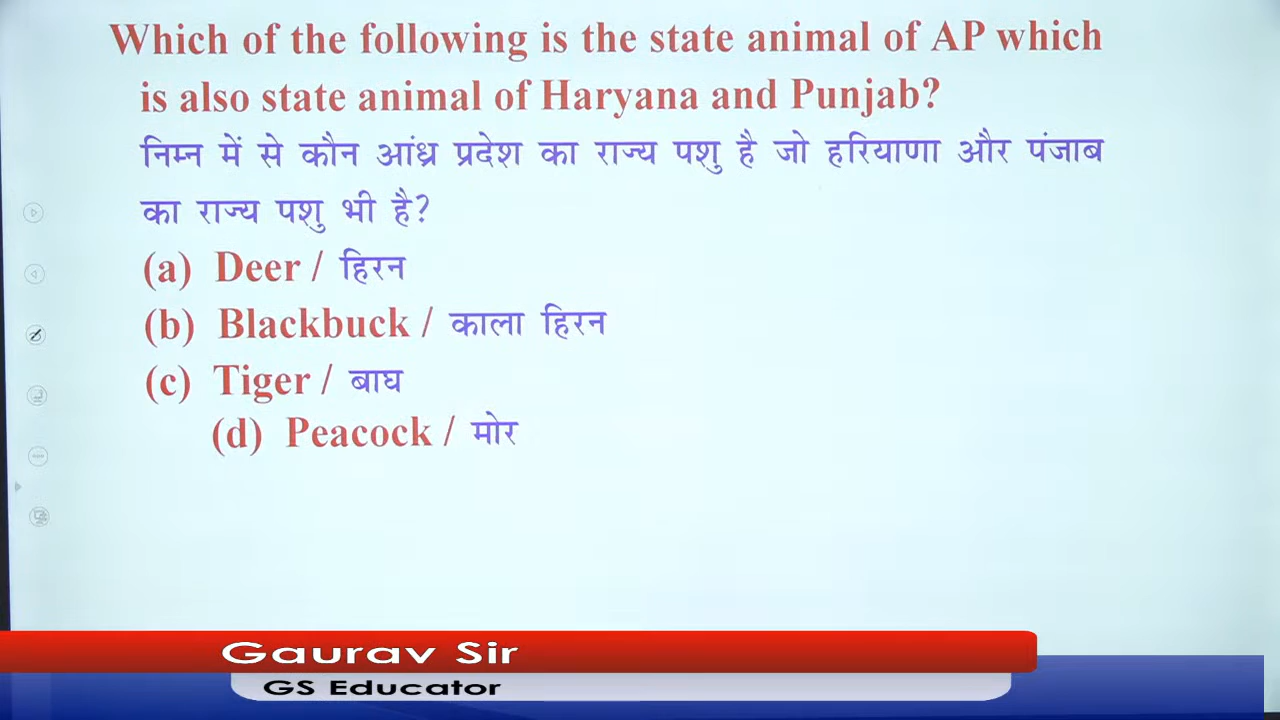 Which of the following is the state animal of AP which
is also state animal of Haryana and Punjab?
निम्न में से कौन आंध्र प्रदेश का राज्य पशु है जो हरियाणा और पंजाब
का राज्य पशु भी है?
(a) Deer / हिरन
(b) Blackbuck / काला हिरन
(c) Tiger / बाघ
(d) Peacock / मोर
Gaurav Sir
GS Educator